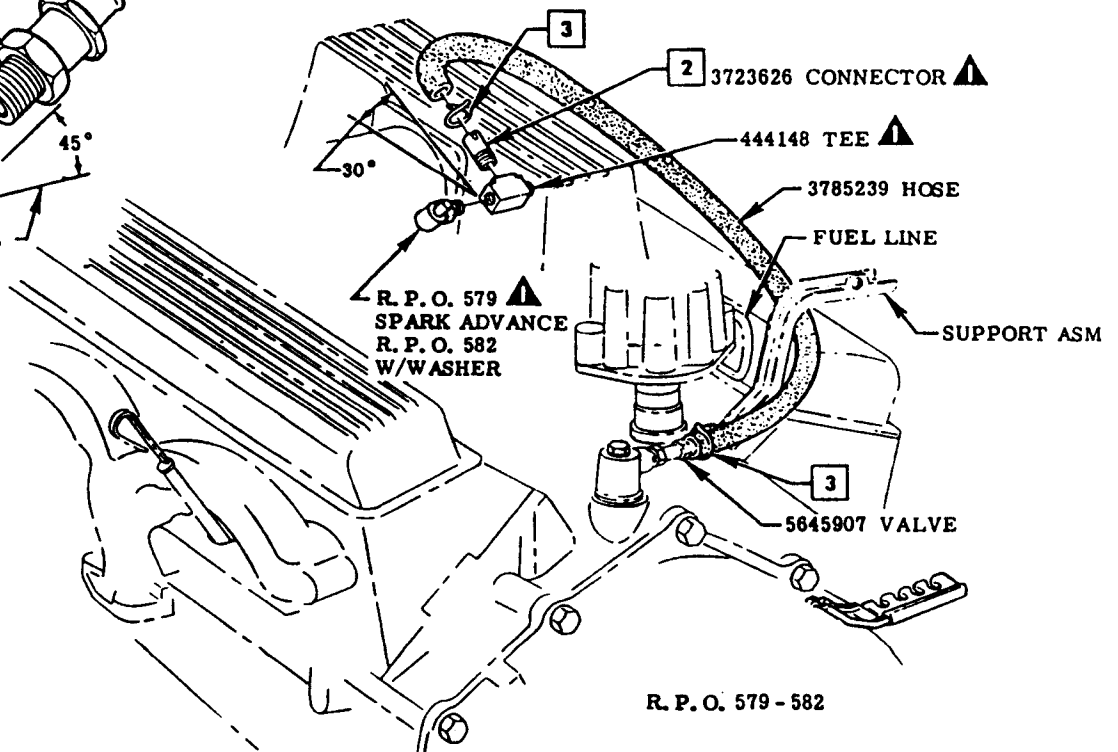 3
2 3723626 CONNECTOR
45°
444148 TEE
30°
3785239 HOSE
FUEL LINE
R. P. O. 579
SPARK ADVANCE
R. P. O. 582
W/WASHER
SUPPORT ASM
3
5645907 VALVE
R. P. O. 579 - 582